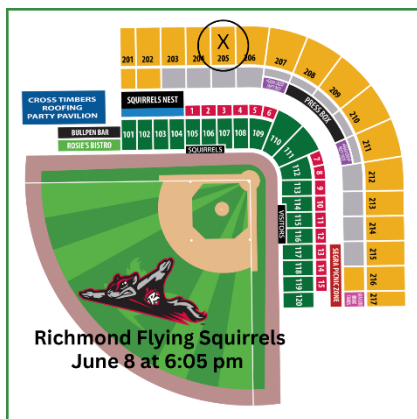 X
201 202 203 204 205 206 207 208 209 210 211 212 213 214 215 216 217
PRESS BOX
CROSS TIMBERS
ROOFING
PARTY PAVILION
SQUIRRELS NEST
1 2 3 4 5 6 7 8 9 10 11 12 13 14 15
BULLPEN BAR
ROSIE'S BISTRO
101 102 103 104 105 106 107 108 109 110 111 112 113 114 115 116 117 118 119 120
SQUIRRELS
VISITORS
SEGRA PICNIC ZONE
Richmond Flying Squirrels
June 8 at 6:05 pm